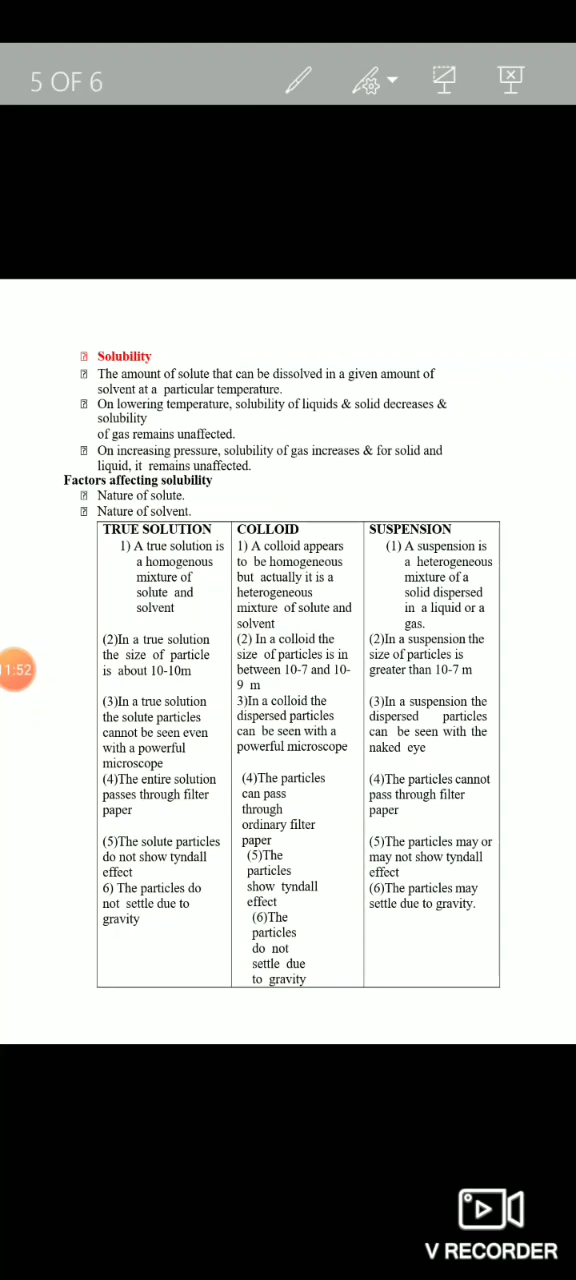 5 OF 6
Solubility
The amount of solute that can be dissolved in a given amount of
solvent at a particular temperature.
On lowering temperature, solubility of liquids & solid decreases &
solubility
of gas remains unaffected.
On increasing pressure, solubility of gas increases & for solid and
liquid, it remains unaffected.
Factors affecting solubility
Nature of solute.
Nature of solvent.
TRUE SOLUTION
1) A true solution is
a homogenous
mixture of
solute and
solvent
(2)In a true solution
the size of particle
is about 10-10m
(3)In a true solution
the solute particles
cannot be seen even
with a powerful
microscope
(4)The entire solution
passes through filter
paper
(5)The solute particles
do not show tyndall
effect
6) The particles do
not settle due to
gravity
COLLOID
1) A colloid appears
to be homogeneous
but actually it is a
heterogeneous
mixture of solute and
solvent
(2) In a colloid the
size of particles is in
between 10-7 and 10-
9 m
3)In a colloid the
dispersed particles
can be seen with a
powerful microscope
(4)The particles
can pass
through
ordinary filter
paper
(5)The
particles
show tyndall
effect
(6)The
particles
do not
settle due
to gravity
SUSPENSION
(1) A suspension is
a heterogeneous
mixture of a
solid dispersed
in a liquid or a
gas.
(2)In a suspension the
size of particles is
greater than 10-7 m
(3)In a suspension the
dispersed particles
can be seen with the
naked eye
(4)The particles cannot
pass through filter
paper
(5)The particles may or
may not show tyndall
effect
(6)The particles may
settle due to gravity.
11:52
V RECORDER